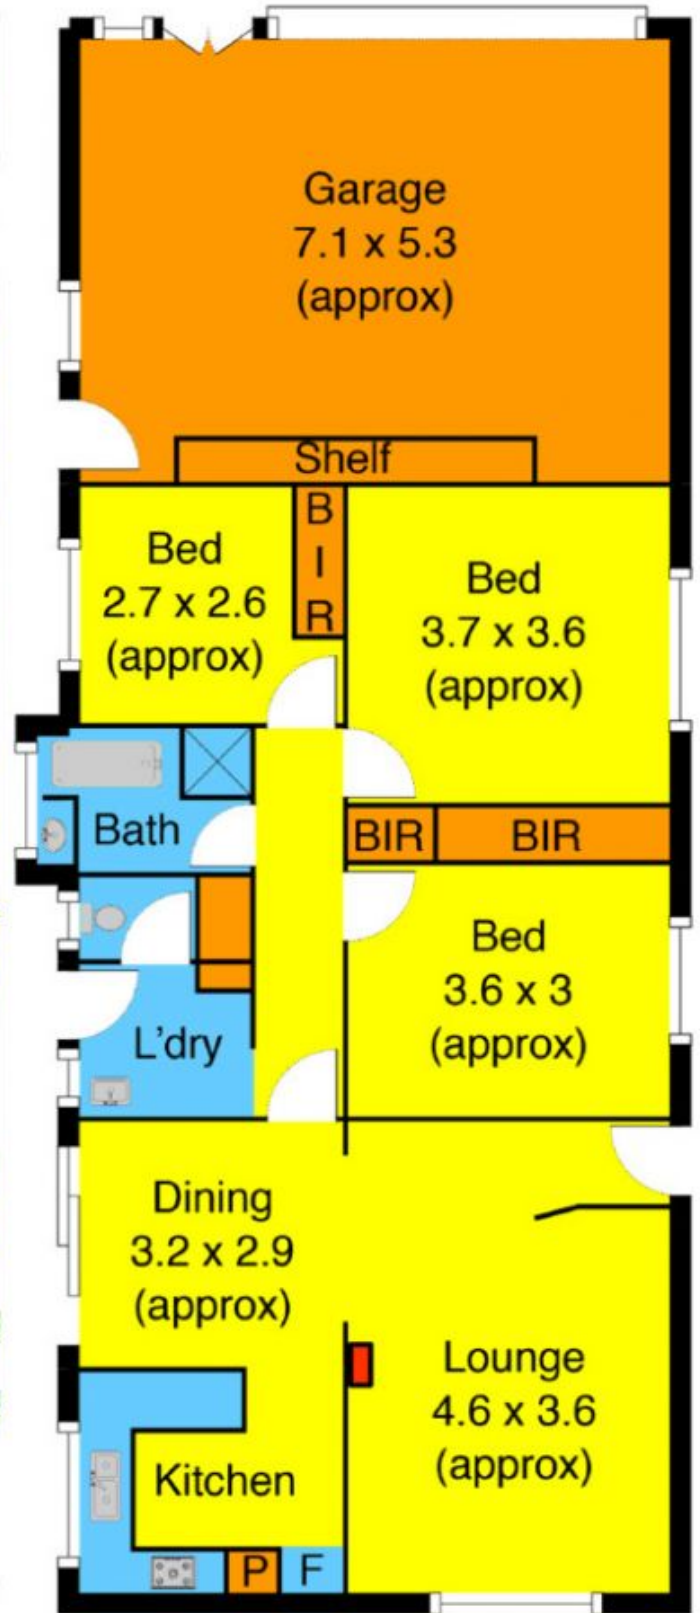 Garage
7.1 x 5.3
(approx)
Shelf
Bed
2.7 x 2.6
(approx)
B
I
R
Bed
3.7 x 3.6
(approx)
Bath
BIR
BIR
Bed
3.6 x 3
(approx)
L'dry
Dining
3.2 x 2.9
(approx)
Lounge
4.6 x 3.6
(approx)
Kitchen
P
F